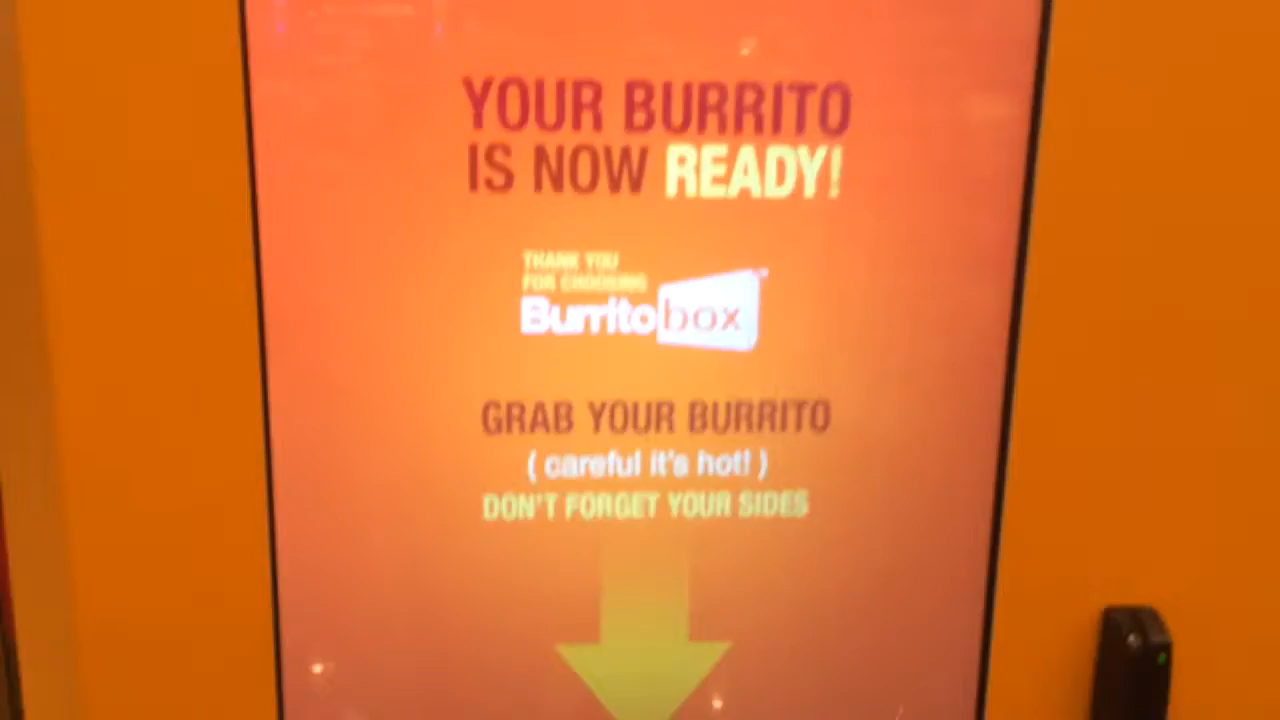 YOUR BURRITO
IS NOW READY!
THANK YOU
FOR CHOOSING
Burritobox™
GRAB YOUR BURRITO
( careful it's hot! )
DON'T FORGET YOUR SIDES